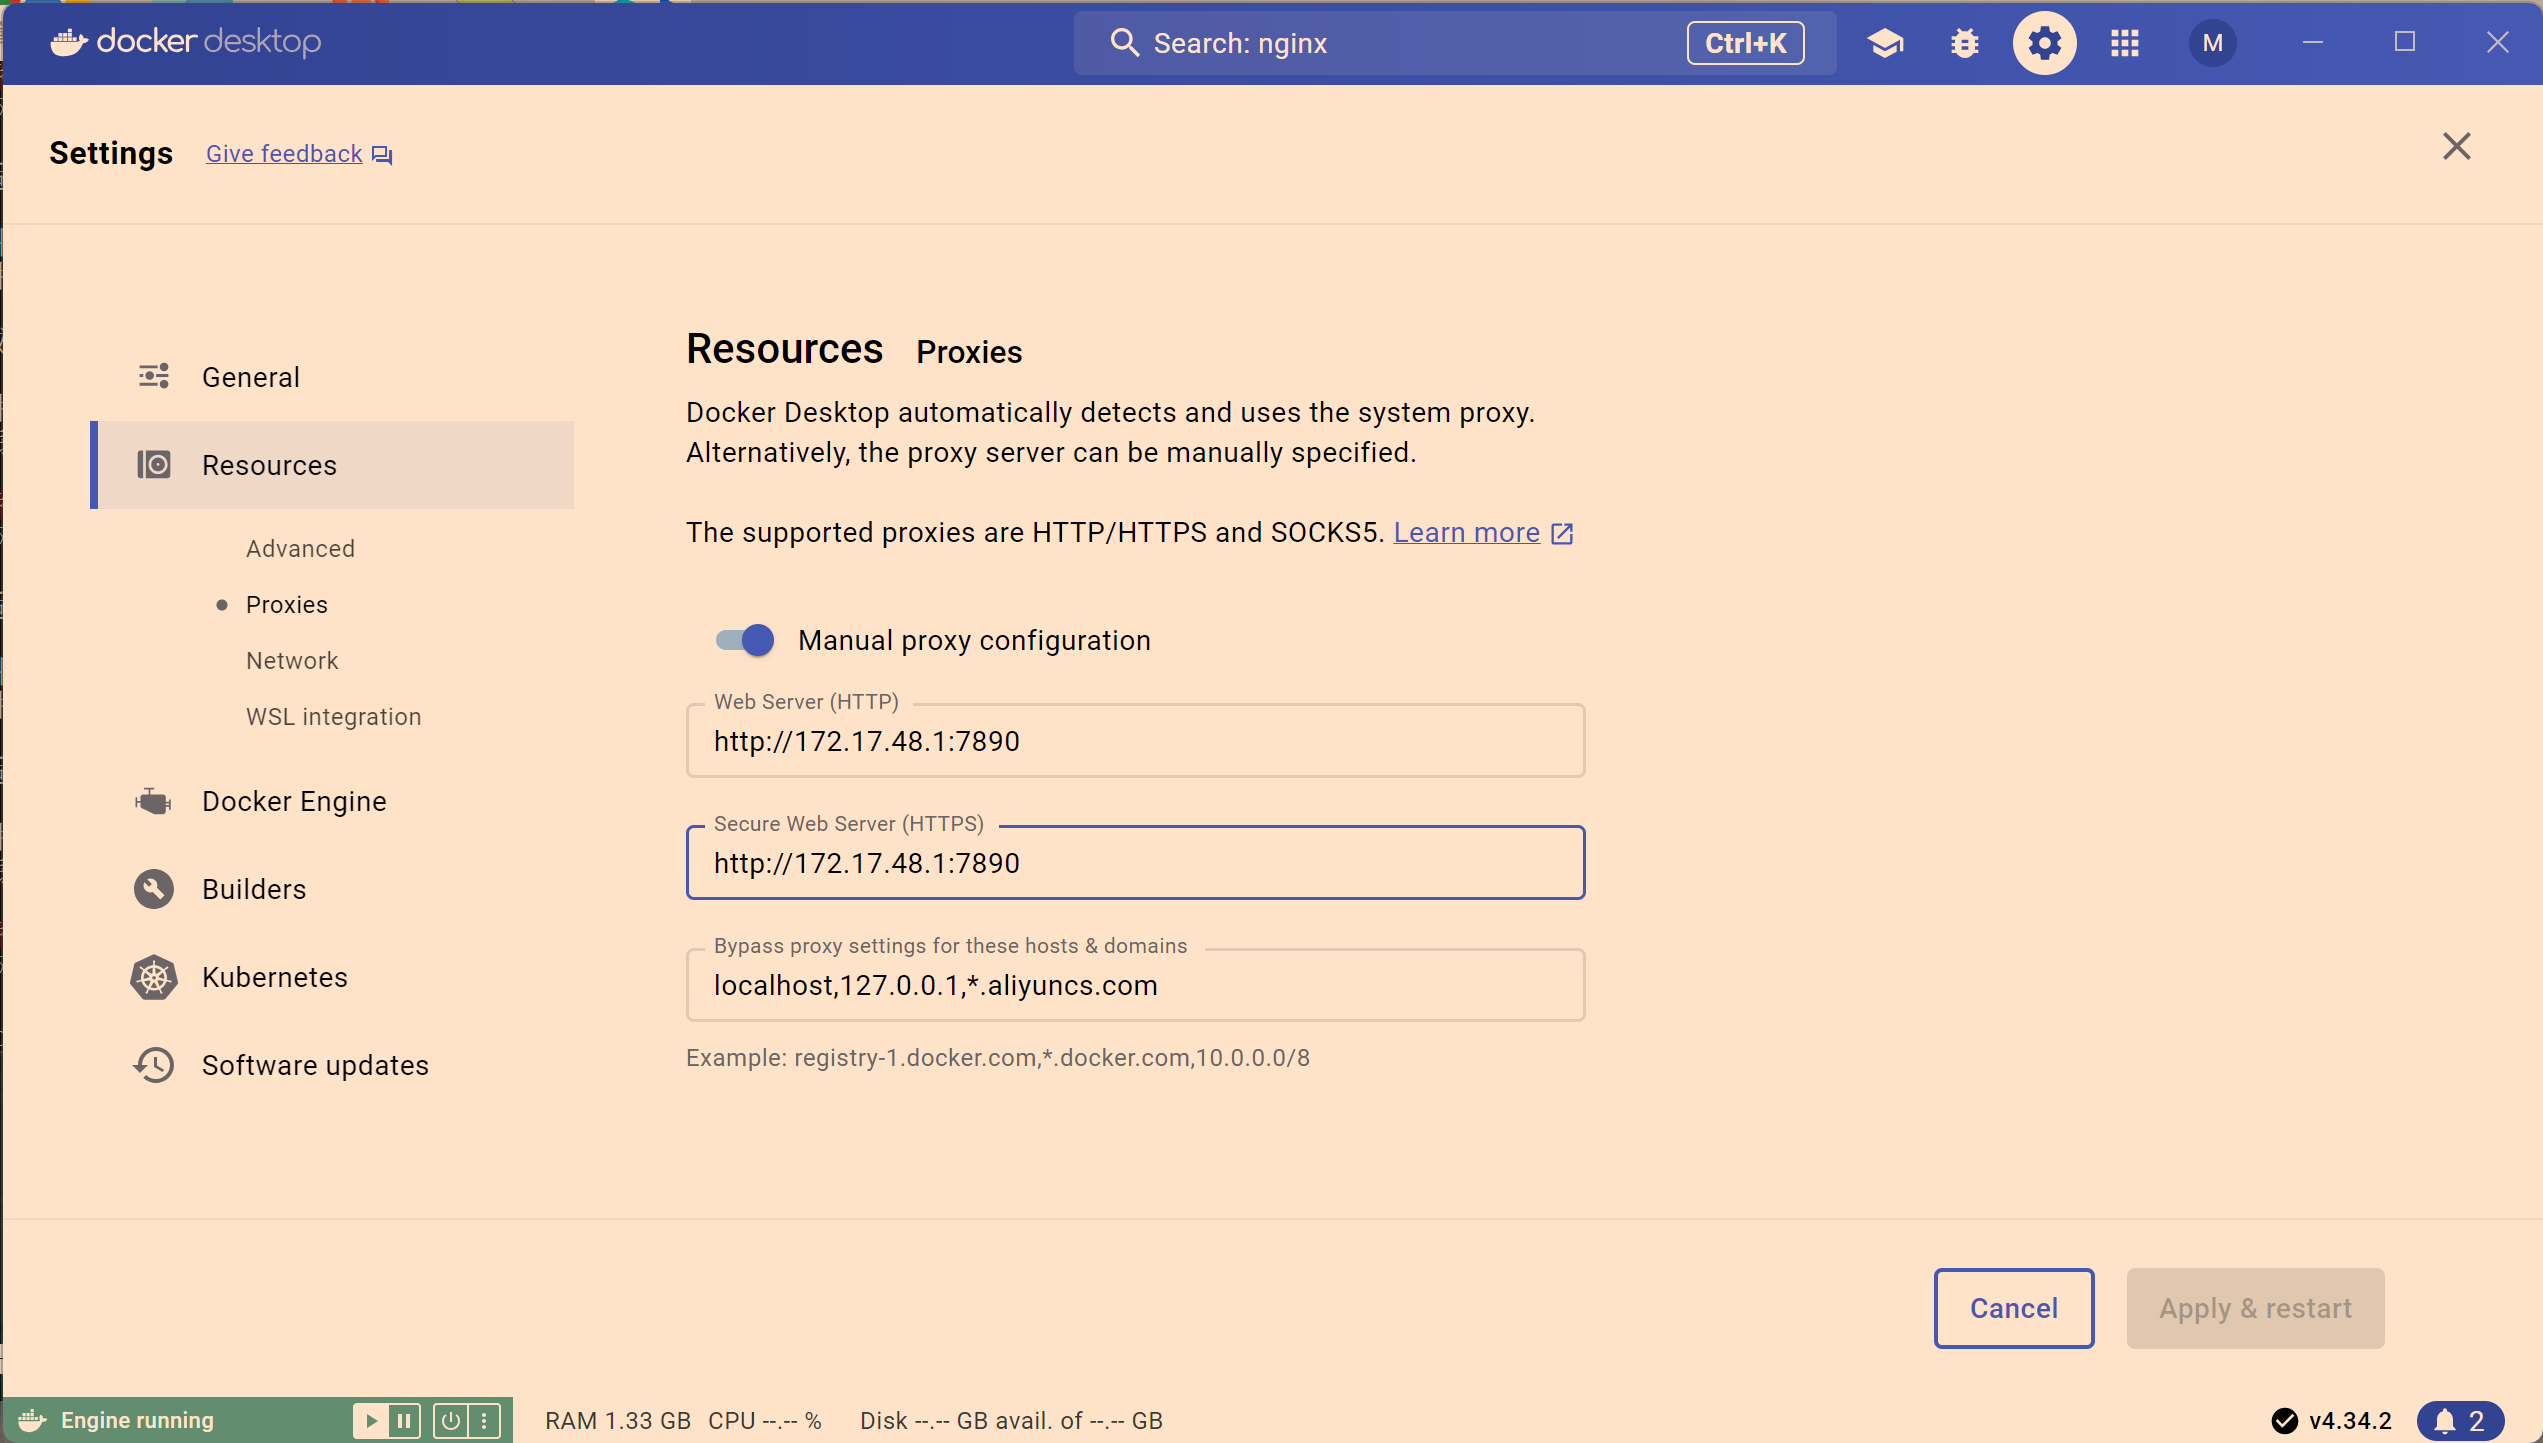 docker desktop
Search: nginx
Ctrl+K
M
Settings
Give feedback
General
Resources
Advanced
Proxies
Network
WSL integration
Docker Engine
Builders
Kubernetes
Software updates
Resources Proxies
Docker Desktop automatically detects and uses the system proxy.
Alternatively, the proxy server can be manually specified.
The supported proxies are HTTP/HTTPS and SOCKS5. Learn more
Manual proxy configuration
Web Server (HTTP)
http://172.17.48.1:7890
Secure Web Server (HTTPS)
http://172.17.48.1:7890
Bypass proxy settings for these hosts & domains
localhost,127.0.0.1,*.aliyuncs.com
Example: registry-1.docker.com,*.docker.com,10.0.0.0/8
Cancel
Apply & restart
Engine running
RAM 1.33 GB CPU --.-- % Disk --.-- GB avail. of --.-- GB
v4.34.2
2